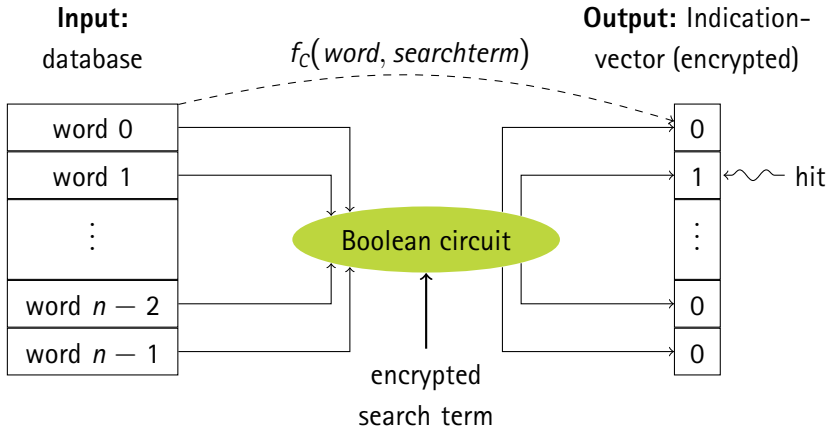 Input:
database
f_C(word, searchterm)
Output: Indication-
vector (encrypted)
word 0
word 1
⋮
word n − 2
word n − 1
Boolean circuit
encrypted
search term
0
1
⋮
0
0
hit